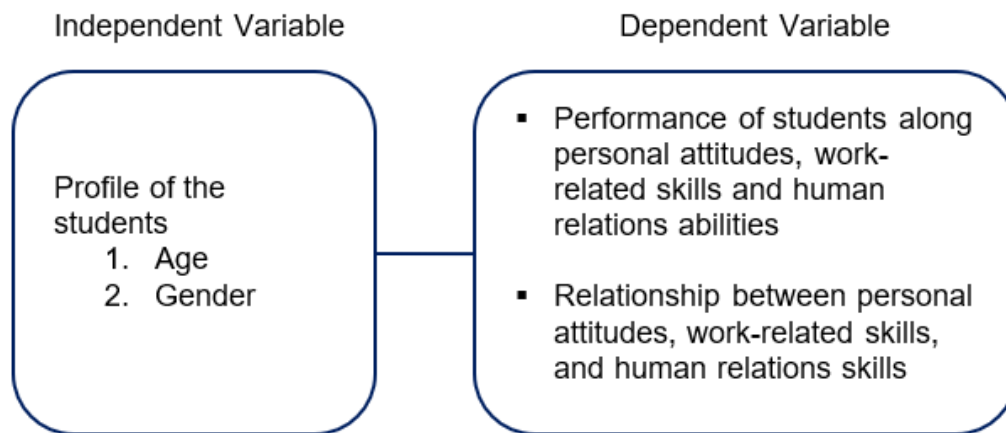 Independent Variable
Dependent Variable
Profile of the
students
1. Age
2. Gender
▪ Performance of students along
personal attitudes, work-
related skills and human
relations abilities
▪ Relationship between personal
attitudes, work-related skills,
and human relations skills